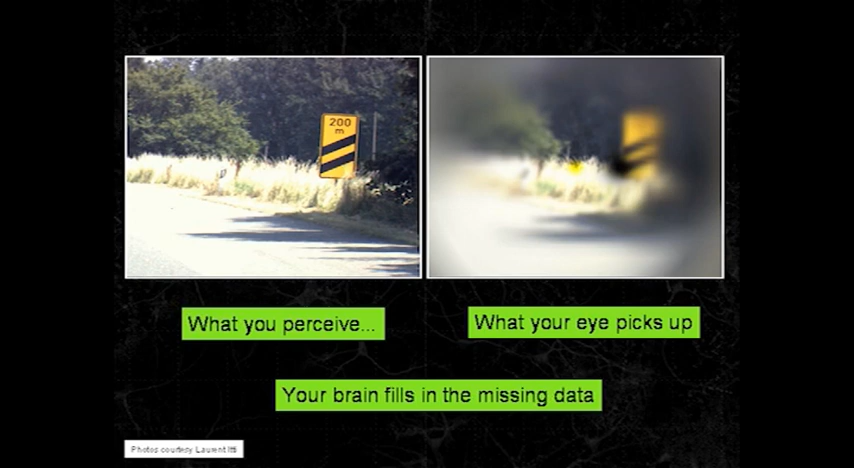 200
m
What you perceive...
What your eye picks up
Your brain fills in the missing data
Photos courtesy Laurent Itti